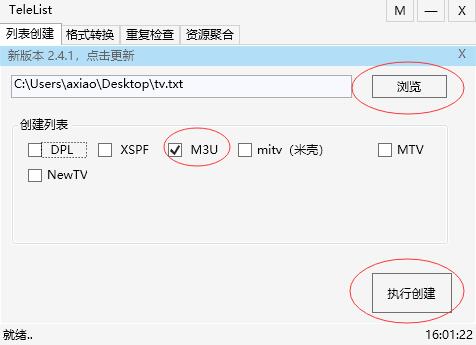 TeleList M — X
列表创建 格式转换 重复检查 资源聚合
新版本 2.4.1，点击更新 X
C:\Users\axiao\Desktop\tv.txt 浏览
创建列表
DPL XSPF M3U mitv（米壳） MTV
NewTV
执行创建
就绪.. 16:01:22